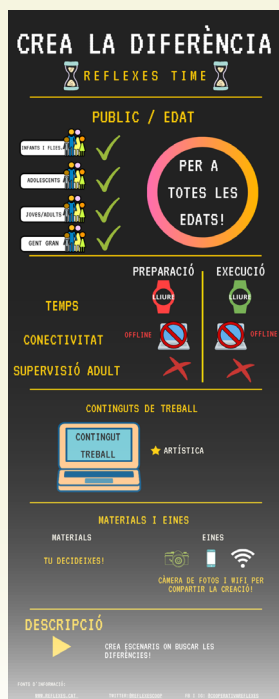 CREA LA DIFERÈNCIA
REFLEXES TIME
PUBLIC / EDAT
INFANTS I FLIES.
ADOLESCENTS
JOVES/ADULTS
GENT GRAN
PER A
TOTES LES
EDATS!
PREPARACIÓ
EXECUCIÓ
TEMPS
LLIURE
LLIURE
CONECTIVITAT
OFFLINE
OFFLINE
SUPERVISIÓ ADULT
CONTINGUTS DE TREBALL
CONTINGUT
TREBALL
ARTÍSTICA
MATERIALS I EINES
MATERIALS
EINES
TU DECIDEIXES!
CÀMERA DE FOTOS I WIFI PER
COMPARTIR LA CREACIÓ!
DESCRIPCIÓ
CREA ESCENARIS ON BUSCAR LES
DIFERÈNCIES!
FONTS D'INFORMACIÓ: